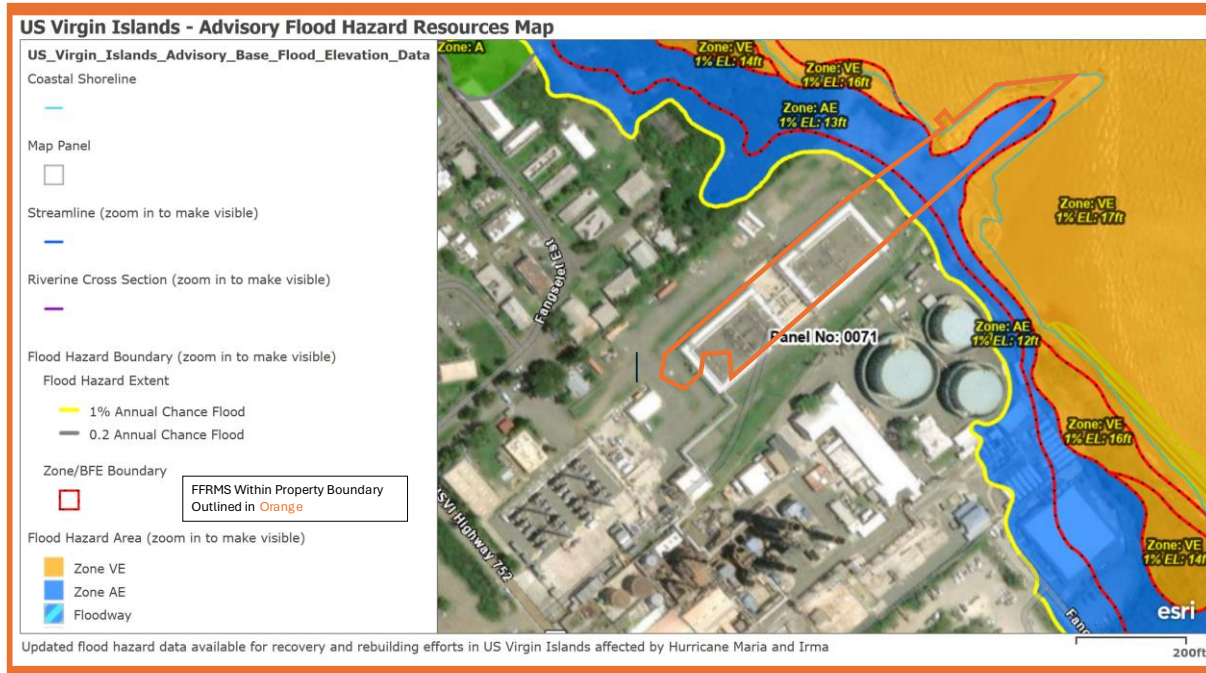 US Virgin Islands - Advisory Flood Hazard Resources Map
US_Virgin_Islands_Advisory_Base_Flood_Elevation_Data
Coastal Shoreline
Map Panel
Streamline (zoom in to make visible)
Riverine Cross Section (zoom in to make visible)
Flood Hazard Boundary (zoom in to make visible)
Flood Hazard Extent
1% Annual Chance Flood
0.2 Annual Chance Flood
Zone/BFE Boundary
FFRMS Within Property Boundary
Outlined in Orange
Flood Hazard Area (zoom in to make visible)
Zone VE
Zone AE
Floodway
Zone: A
Zone: VE
1% EL: 14ft
Zone: VE
1% EL: 16ft
Zone: AE
1% EL: 13ft
Zone: VE
1% EL: 17ft
Fangselet Est
Panel No: 0071
Zone: AE
1% EL: 12ft
Zone: VE
1% EL: 16ft
USVI Highway 752
Zone: VE
1% EL: 14ft
Fang
esri
Updated flood hazard data available for recovery and rebuilding efforts in US Virgin Islands affected by Hurricane Maria and Irma
200ft